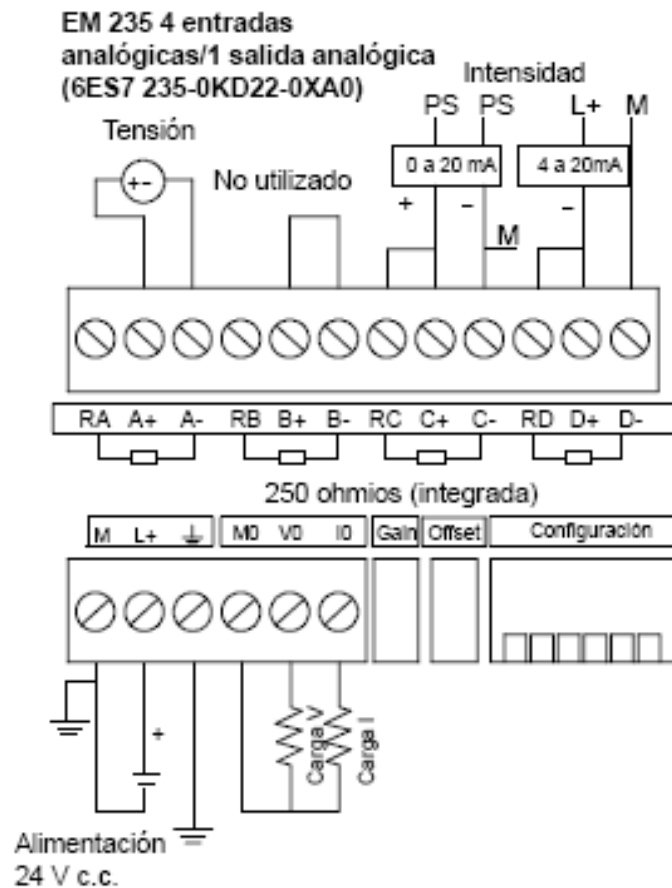 EM 235 4 entradas
analógicas/1 salida analógica
(6ES7 235-0KD22-0XA0)
Intensidad
PS PS L+ M
Tensión
0 a 20 mA 4 a 20mA
+- No utilizado
+ - -
M
RA A+ A- RB B+ B- RC C+ C- RD D+ D-
250 ohmios (integrada)
M L+ M0 V0 I0 Gain Offset Configuración
+
Carga V
Carga I
Alimentación
24 V c.c.